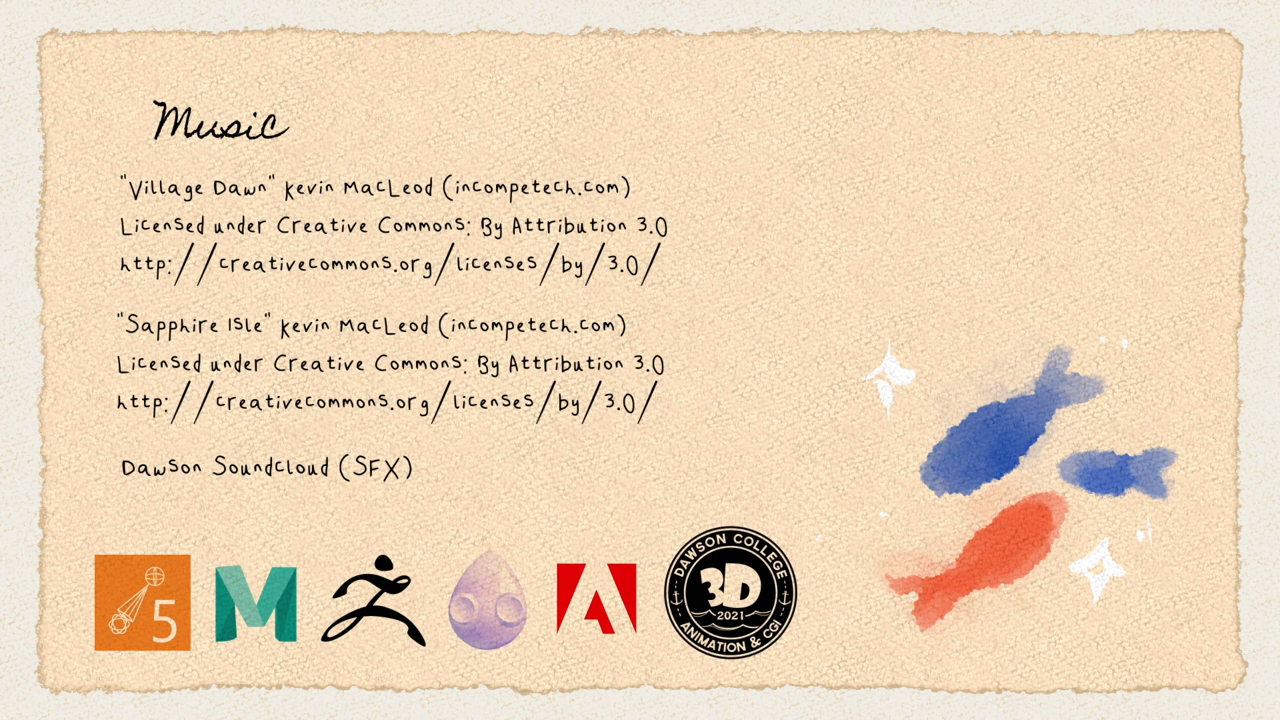 Music
"Village Dawn" Kevin MacLeod (incompetech.com)
Licensed under Creative Commons: By Attribution 3.0
http://creativecommons.org/licenses/by/3.0/
"Sapphire Isle" Kevin MacLeod (incompetech.com)
Licensed under Creative Commons: By Attribution 3.0
http://creativecommons.org/licenses/by/3.0/
Dawson Soundcloud (SFX)
5
M
DAWSON COLLEGE
3D
2021
ANIMATION & CGI